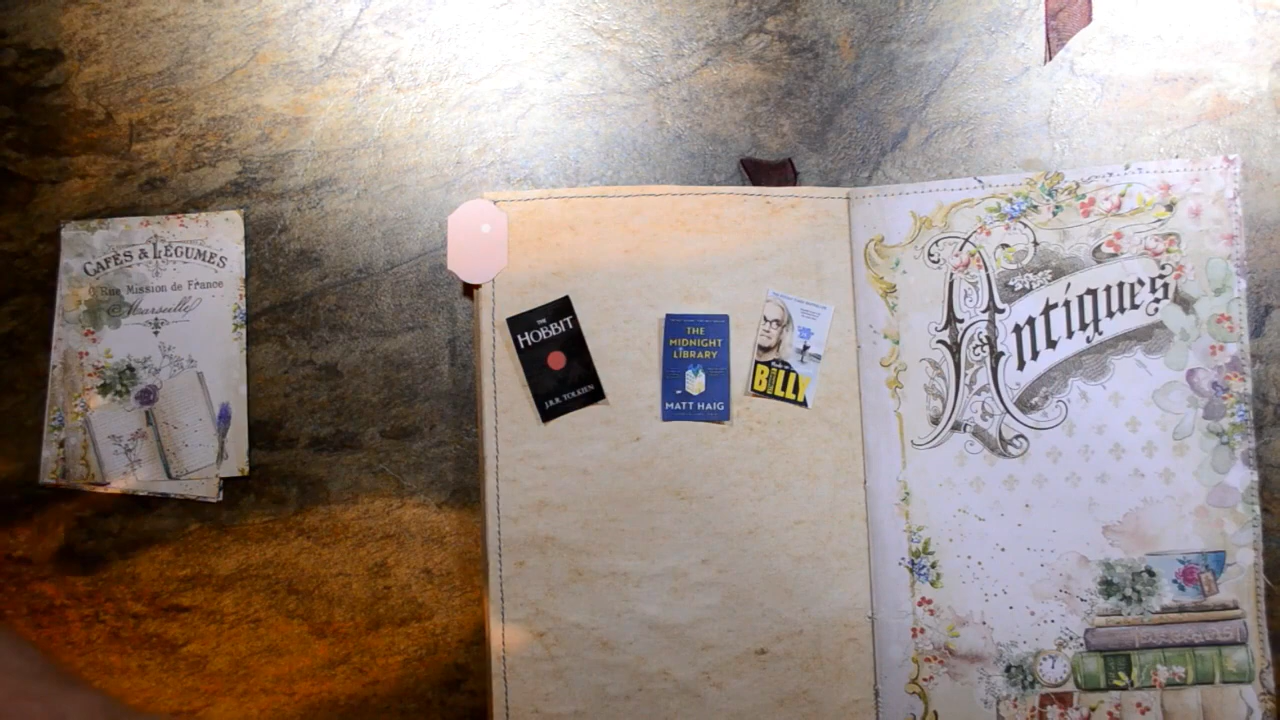 CAFÉS & LÉGUMES
Rue Mission de France
Marseille
THE
HOBBIT
J.R.R. TOLKIEN
THE
MIDNIGHT
LIBRARY
MATT HAIG
BILLY
Antiques